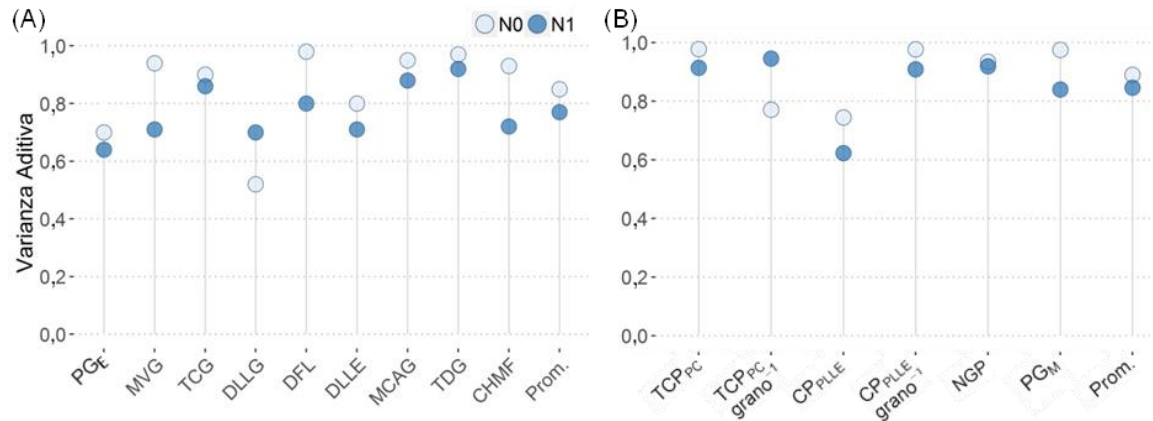 (A)
N0 N1
Varianza Aditiva
1,0
0,8
0,6
0,4
0,2
0,0
PGE
MVG
TCG
DLLG
DFL
DLLE
MCAG
TDG
CHMF
Prom.
(B)
1,0
0,8
0,6
0,4
0,2
0,0
TCPPC
TCPPC
grano-1
CPPLLE
CPPLLE
grano-1
NGP
PGM
Prom.